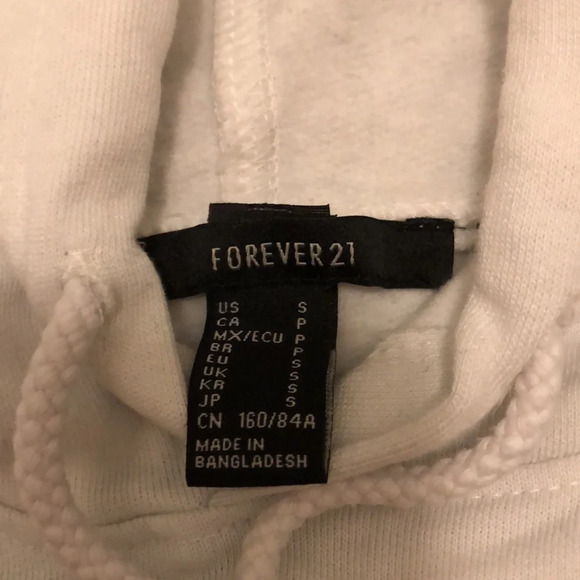 FOREVER 21
US S
CA P
MX/ECU P
BR P
EU S
UK S
KR S
JP S
CN 160/84A
MADE IN
BANGLADESH